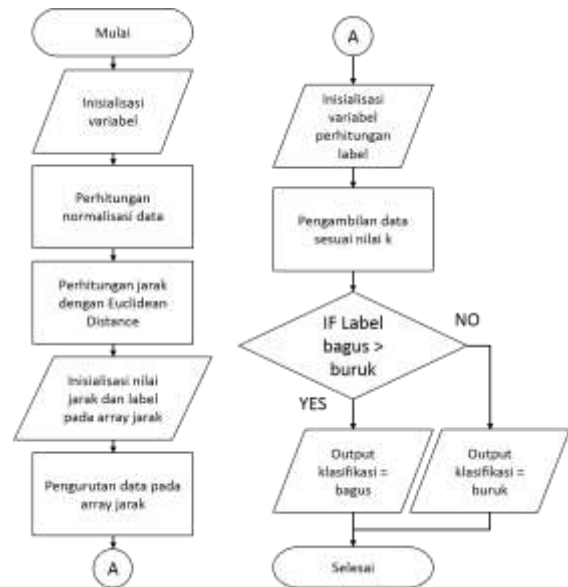 Mulai
Inisialisasi
variabel
Perhitungan
normalisasi data
Perhitungan jarak
dengan Euclidean
Distance
Inisialisasi nilai
jarak dan label
pada array jarak
Pengurutan data pada
array jarak
A
A
Inisialisasi
variabel
perhitungan
label
Pengambilan data
sesuai nilai k
IF Label
bagus >
buruk
NO
YES
Output
klasifikasi =
bagus
Output
klasifikasi =
buruk
Selesai